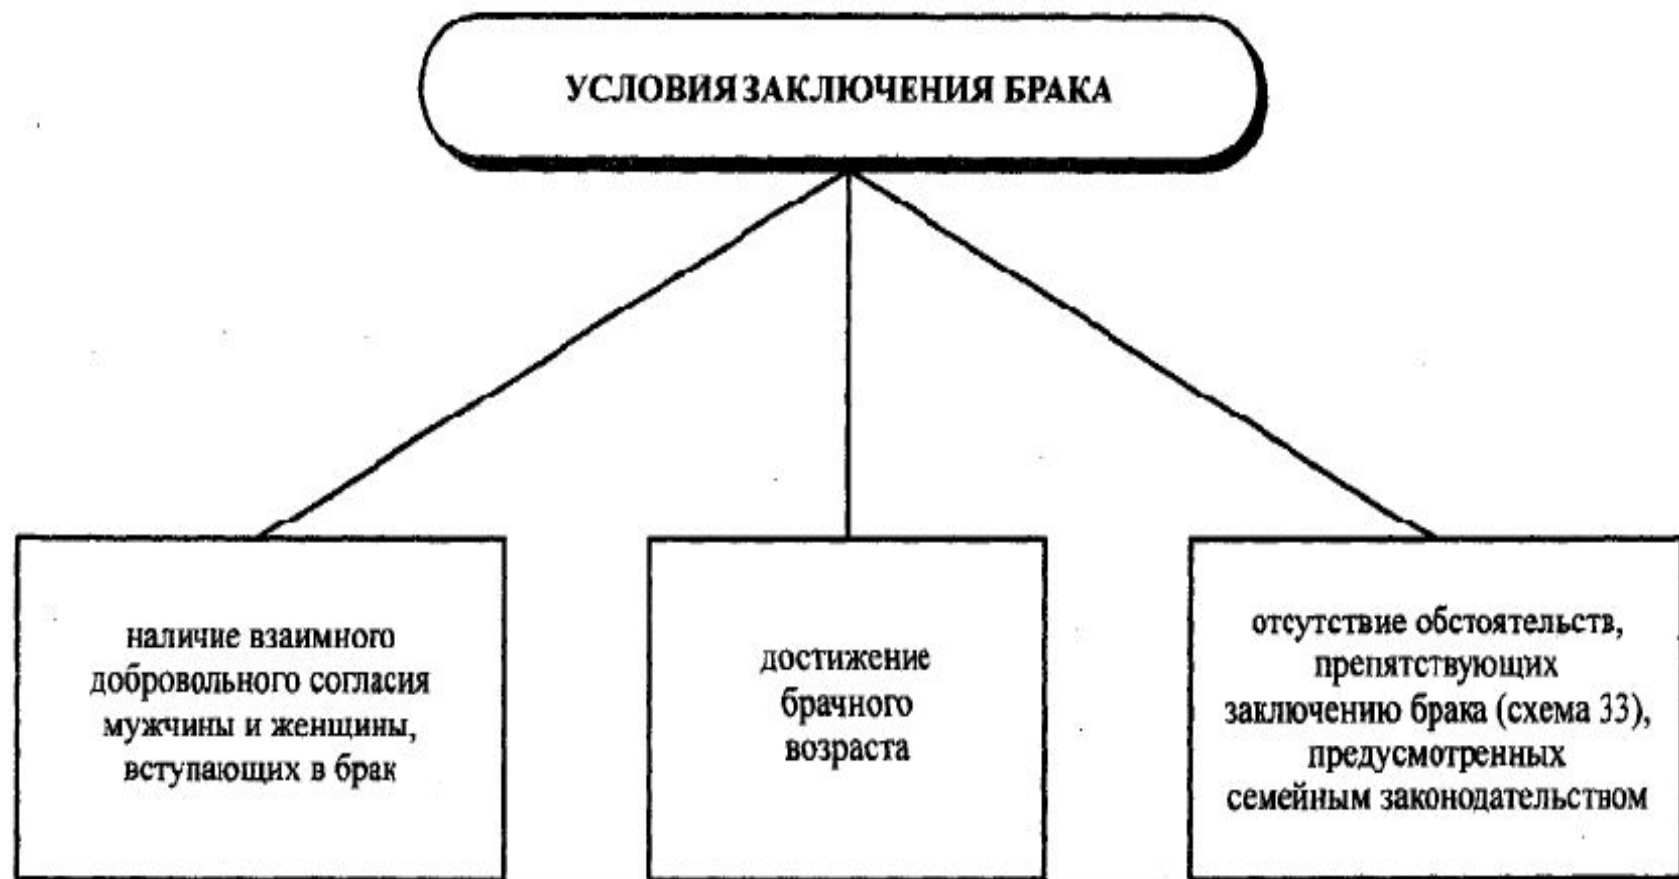 УСЛОВИЯ ЗАКЛЮЧЕНИЯ БРАКА
наличие взаимного
добровольного согласия
мужчины и женщины,
вступающих в брак
достижение
брачного
возраста
отсутствие обстоятельств,
препятствующих
заключению брака (схема 33),
предусмотренных
семейным законодательством